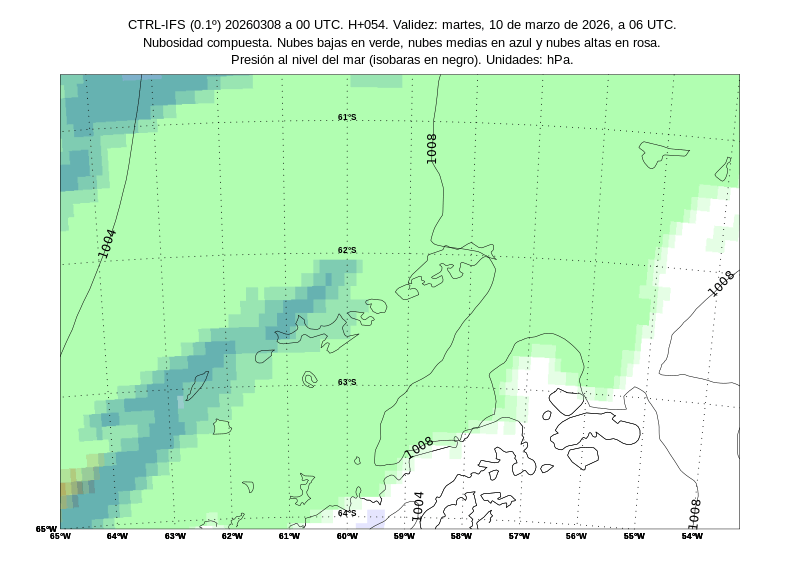 CTRL-IFS (0.1º) 20260308 a 00 UTC. H+054. Validez: martes, 10 de marzo de 2026, a 06 UTC.
Nubosidad compuesta. Nubes bajas en verde, nubes medias en azul y nubes altas en rosa.
Presión al nivel del mar (isobaras en negro). Unidades: hPa.
61°S
1008
1004
62°S
1008
63°S
1008
1004
1008
64°S
65°W
65°W 64°W 63°W 62°W 61°W 60°W 59°W 58°W 57°W 56°W 55°W 54°W